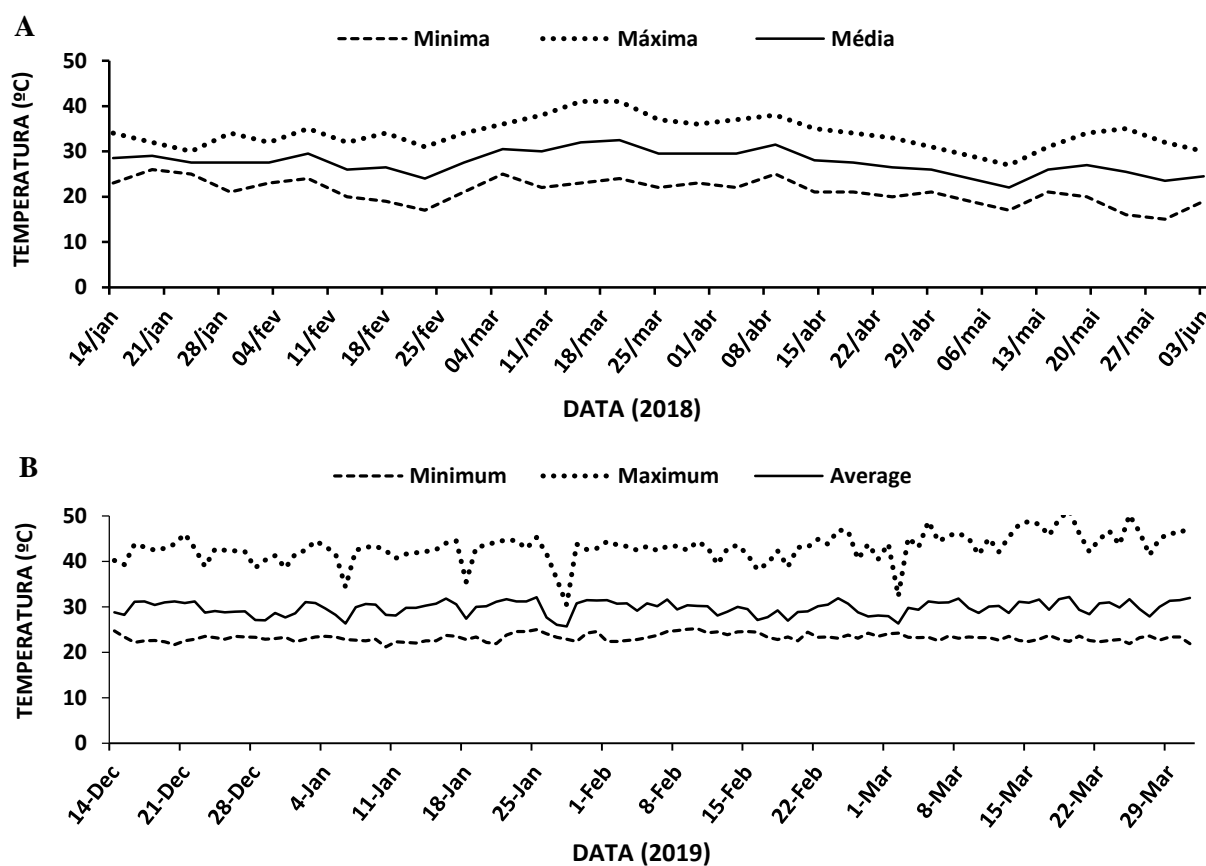 A
Minima Máxima Média
TEMPERATURA (ºC)
50
40
30
20
10
0
14/jan 21/jan 28/jan 04/fev 11/fev 18/fev 25/fev 04/mar 11/mar 18/mar 25/mar 01/abr 08/abr 15/abr 22/abr 29/abr 06/mai 13/mai 20/mai 27/mai 03/jun
DATA (2018)
B
Minimum Maximum Average
TEMPERATURA (ºC)
50
40
30
20
10
0
14-Dec 21-Dec 28-Dec 4-Jan 11-Jan 18-Jan 25-Jan 1-Feb 8-Feb 15-Feb 22-Feb 1-Mar 8-Mar 15-Mar 22-Mar 29-Mar
DATA (2019)